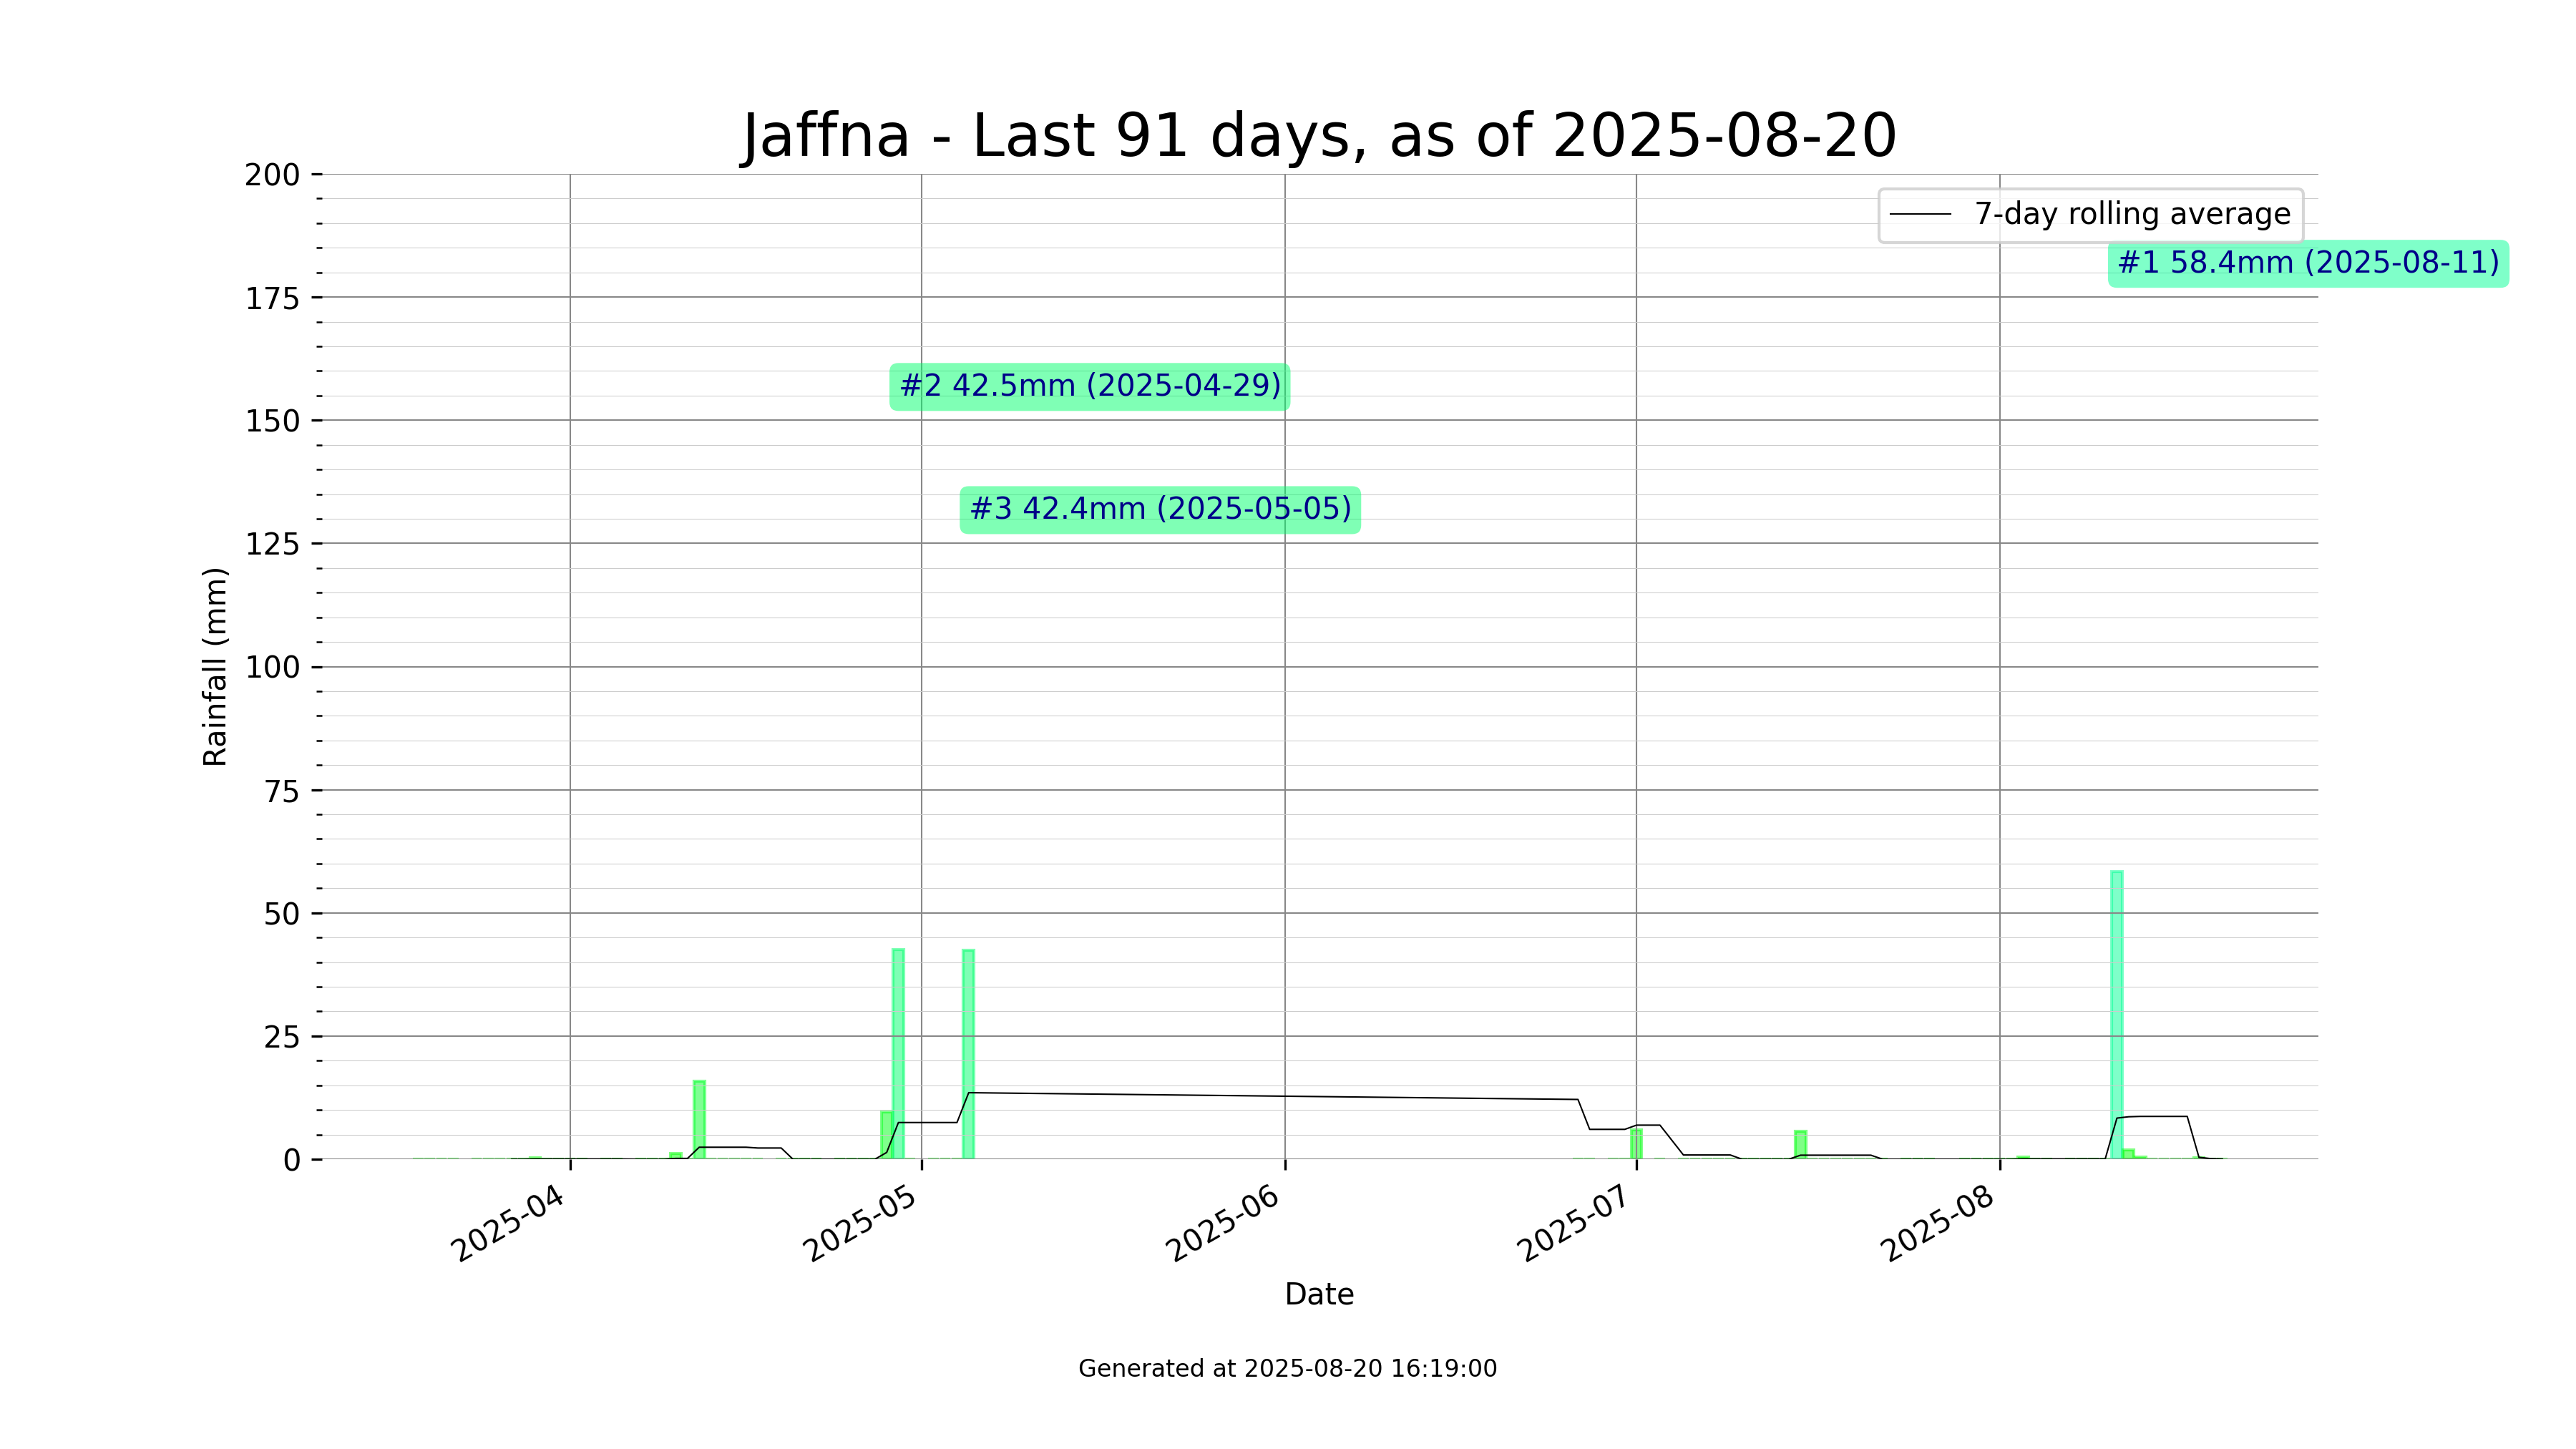 Jaffna - Last 91 days, as of 2025-08-20
7-day rolling average
#1 58.4mm (2025-08-11)
#2 42.5mm (2025-04-29)
#3 42.4mm (2025-05-05)
Rainfall (mm)
200
175
150
125
100
75
50
25
0
2025-04
2025-05
2025-06
2025-07
2025-08
Date
Generated at 2025-08-20 16:19:00